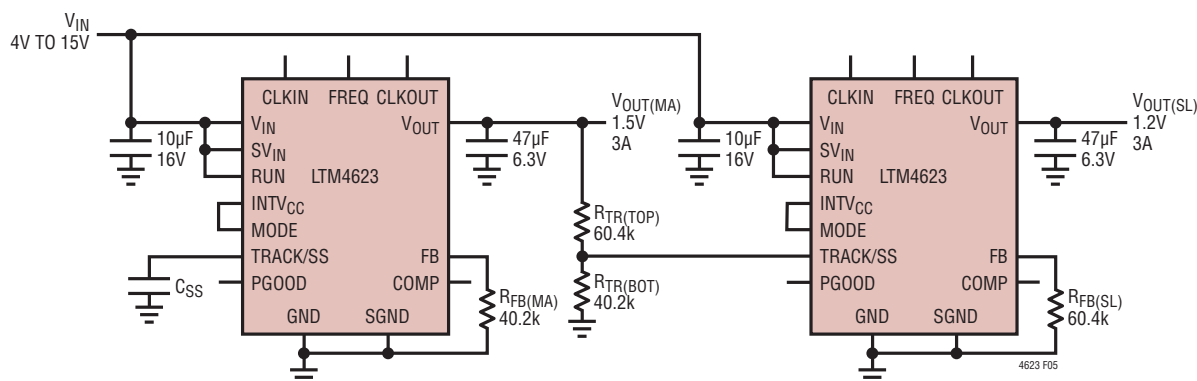 VIN
4V TO 15V
10µF
16V
CLKIN FREQ CLKOUT
VIN
SVIN
RUN
INTVCC
MODE
TRACK/SS
PGOOD
LTM4623
VOUT
FB
COMP
GND SGND
CSS
47µF
6.3V
VOUT(MA)
1.5V
3A
RFB(MA)
40.2k
RTR(TOP)
60.4k
RTR(BOT)
40.2k
10µF
16V
CLKIN FREQ CLKOUT
VIN
SVIN
RUN
INTVCC
MODE
TRACK/SS
PGOOD
LTM4623
VOUT
FB
COMP
GND SGND
47µF
6.3V
VOUT(SL)
1.2V
3A
RFB(SL)
60.4k
4623 F05